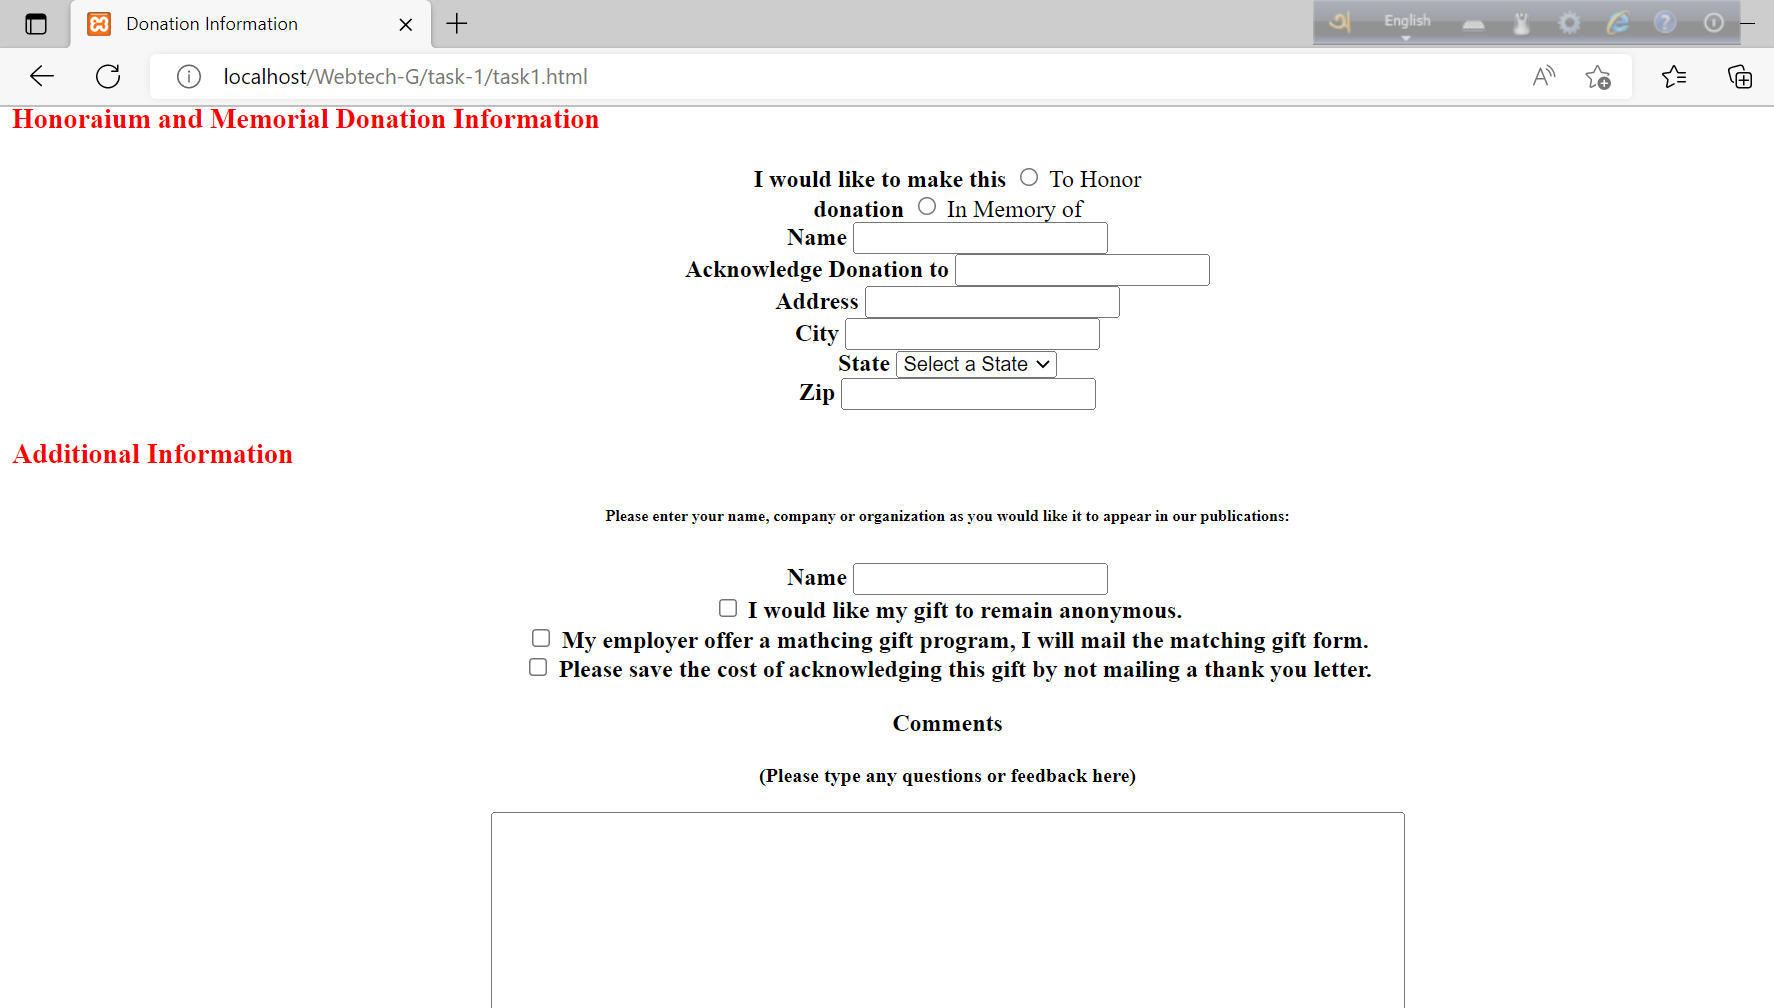 Donation Information
অ English
localhost/Webtech-G/task-1/task1.html
Honoraium and Memorial Donation Information
I would like to make this To Honor
donation In Memory of
Name
Acknowledge Donation to
Address
City
State Select a State
Zip
Additional Information
Please enter your name, company or organization as you would like it to appear in our publications:
Name
I would like my gift to remain anonymous.
My employer offer a mathcing gift program, I will mail the matching gift form.
Please save the cost of acknowledging this gift by not mailing a thank you letter.
Comments
(Please type any questions or feedback here)